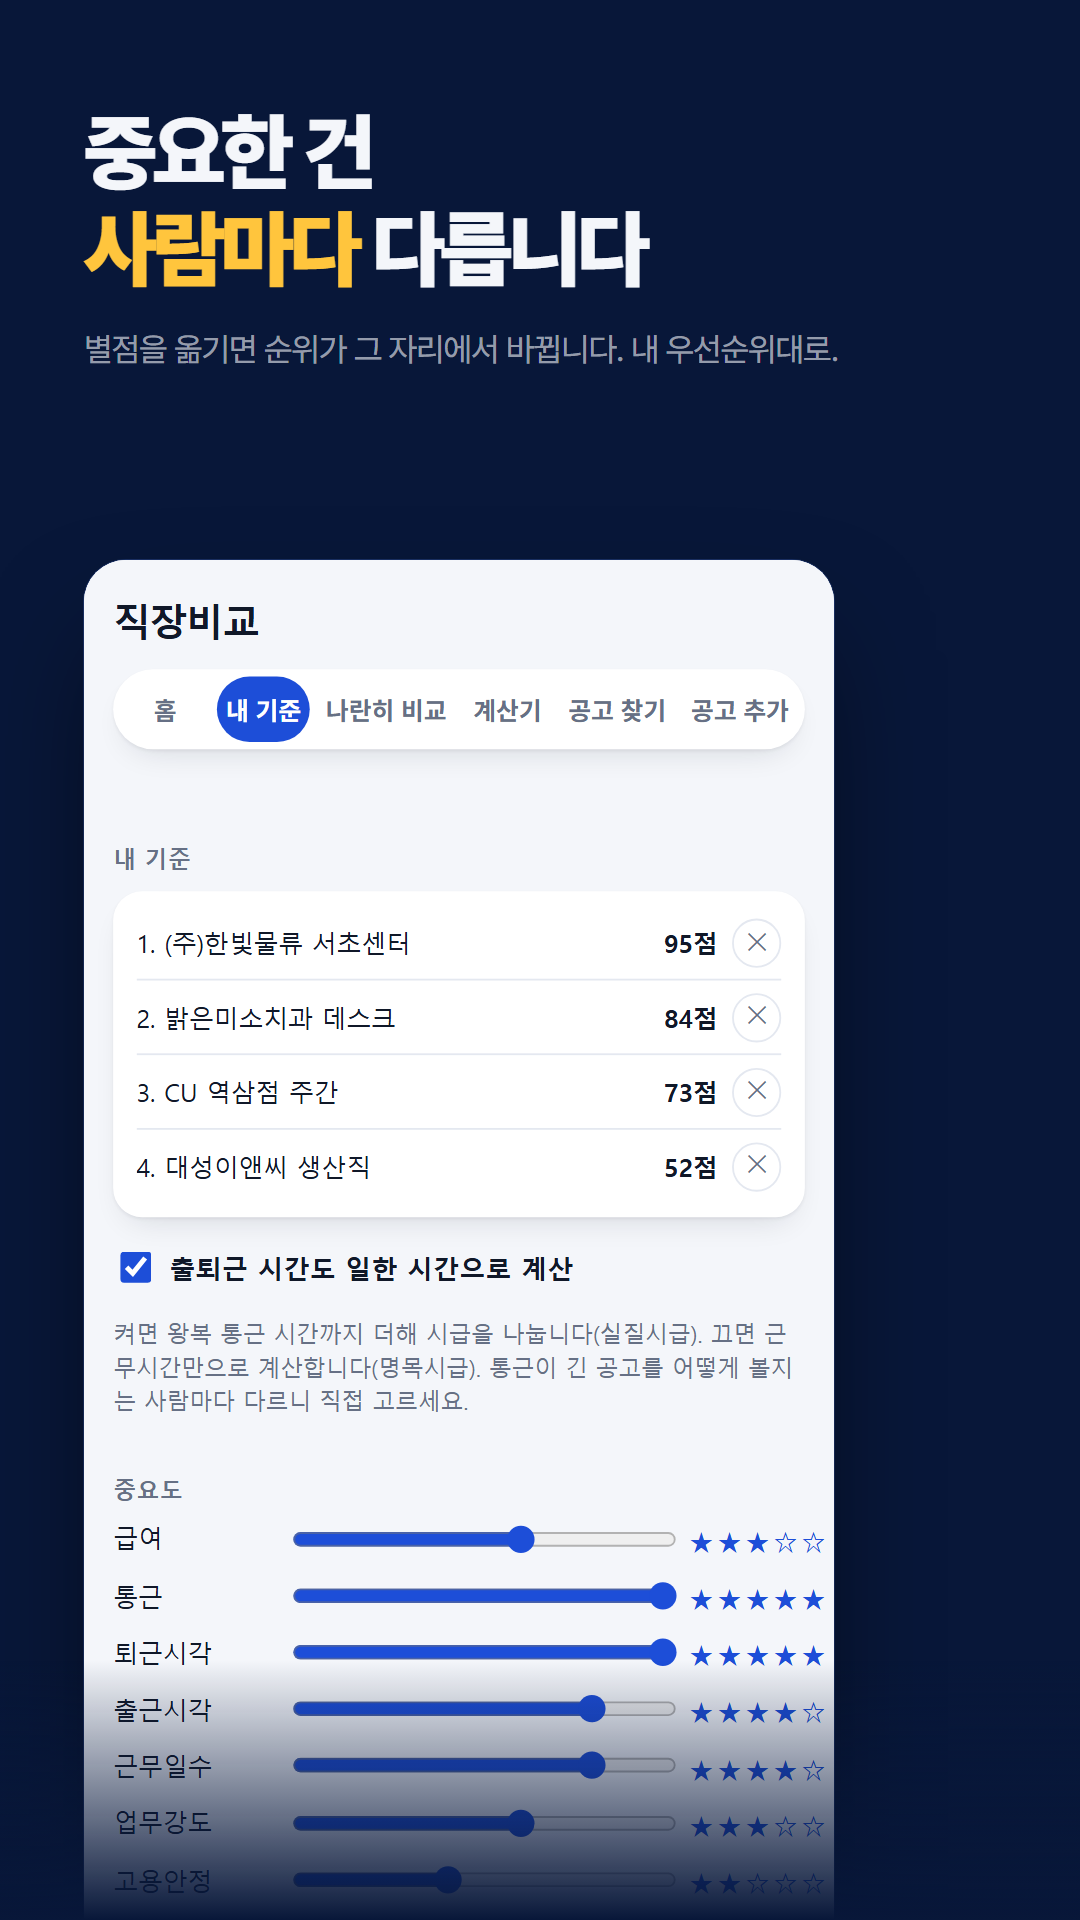 중요한 건
사람마다 다릅니다
별점을 옮기면 순위가 그 자리에서 바뀝니다. 내 우선순위대로.
직장비교
홈 내 기준 나란히 비교 계산기 공고 찾기 공고 추가
내 기준
1. (주)한빛물류 서초센터 95점
2. 밝은미소치과 데스크 84점
3. CU 역삼점 주간 73점
4. 대성이앤씨 생산직 52점
출퇴근 시간도 일한 시간으로 계산
켜면 왕복 통근 시간까지 더해 시급을 나눕니다(실질시급). 끄면 근
무시간만으로 계산합니다(명목시급). 통근이 긴 공고를 어떻게 볼지
는 사람마다 다르니 직접 고르세요.
중요도
급여 ★★★☆☆
통근 ★★★★★
퇴근시각 ★★★★★
출근시각 ★★★★☆
근무일수 ★★★★☆
업무강도 ★★★☆☆
고용안정 ★★☆☆☆